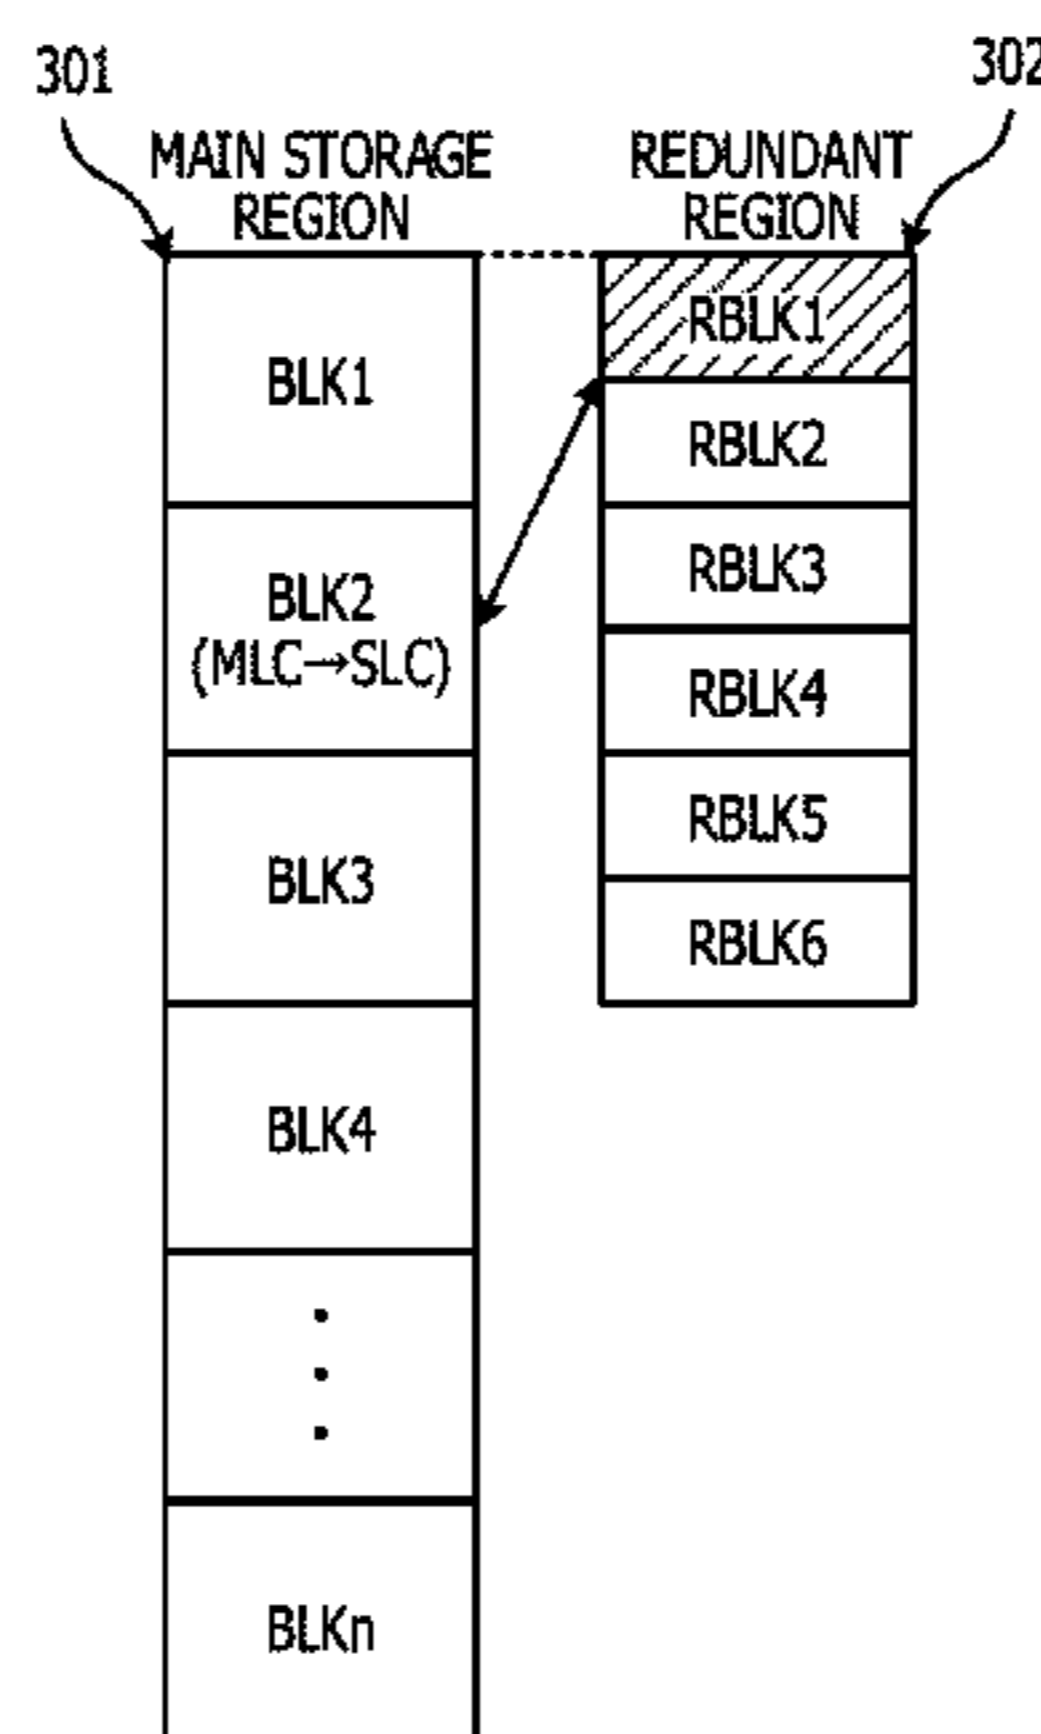 301
302
MAIN STORAGE
REGION
REDUNDANT
REGION
BLK1
BLK2
(MLC→SLC)
BLK3
BLK4
BLKn
RBLK1
RBLK2
RBLK3
RBLK4
RBLK5
RBLK6